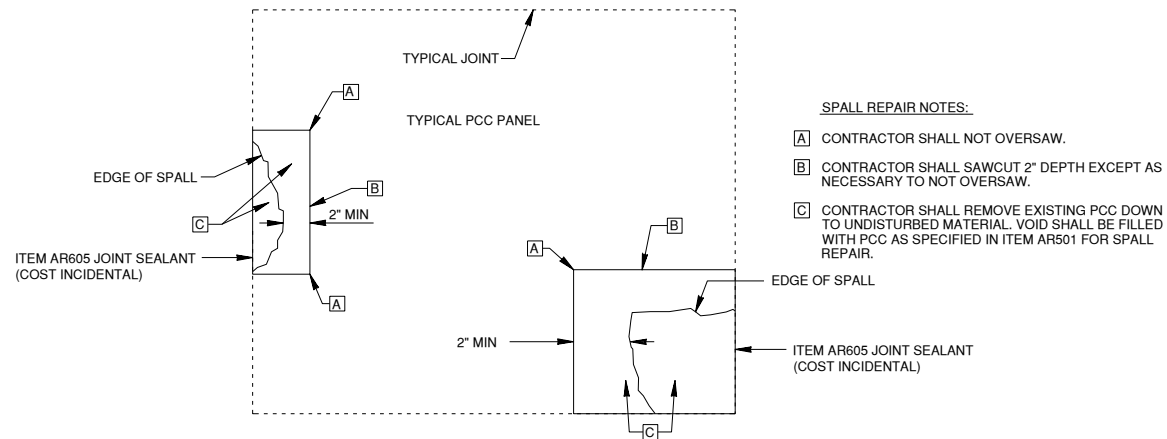 TYPICAL JOINT
A
TYPICAL PCC PANEL
EDGE OF SPALL
B
C
2" MIN
ITEM AR605 JOINT SEALANT
(COST INCIDENTAL)
A
A
B
EDGE OF SPALL
2" MIN
ITEM AR605 JOINT SEALANT
(COST INCIDENTAL)
C
SPALL REPAIR NOTES:
A CONTRACTOR SHALL NOT OVERSAW.
B CONTRACTOR SHALL SAWCUT 2" DEPTH EXCEPT AS
NECESSARY TO NOT OVERSAW.
C CONTRACTOR SHALL REMOVE EXISTING PCC DOWN
TO UNDISTURBED MATERIAL. VOID SHALL BE FILLED
WITH PCC AS SPECIFIED IN ITEM AR501 FOR SPALL
REPAIR.